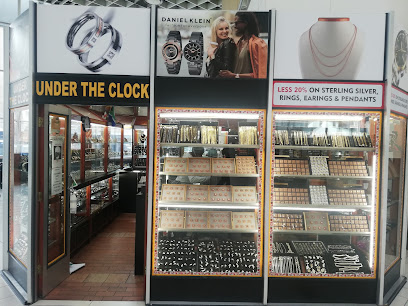 DANIEL KLEIN
UNDER THE CLOCK
LESS 20% ON STERLING SILVER,
RINGS, EARINGS & PENDANTS